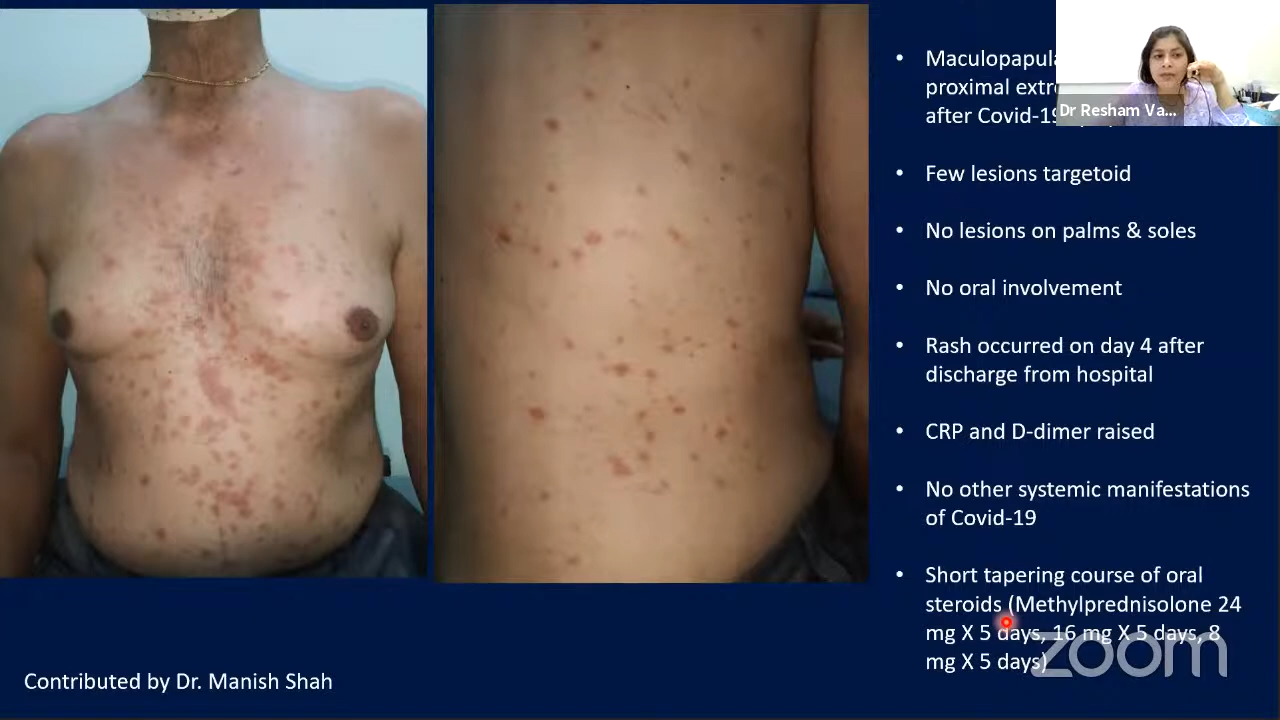 • Maculopapula
proximal extr
after Covid-19
Dr Resham Va...
• Few lesions targetoid
• No lesions on palms & soles
• No oral involvement
• Rash occurred on day 4 after
discharge from hospital
• CRP and D-dimer raised
• No other systemic manifestations
of Covid-19
• Short tapering course of oral
steroids (Methylprednisolone 24
mg X 5 days, 16 mg X 5 days, 8
mg X 5 days)
zoom
Contributed by Dr. Manish Shah